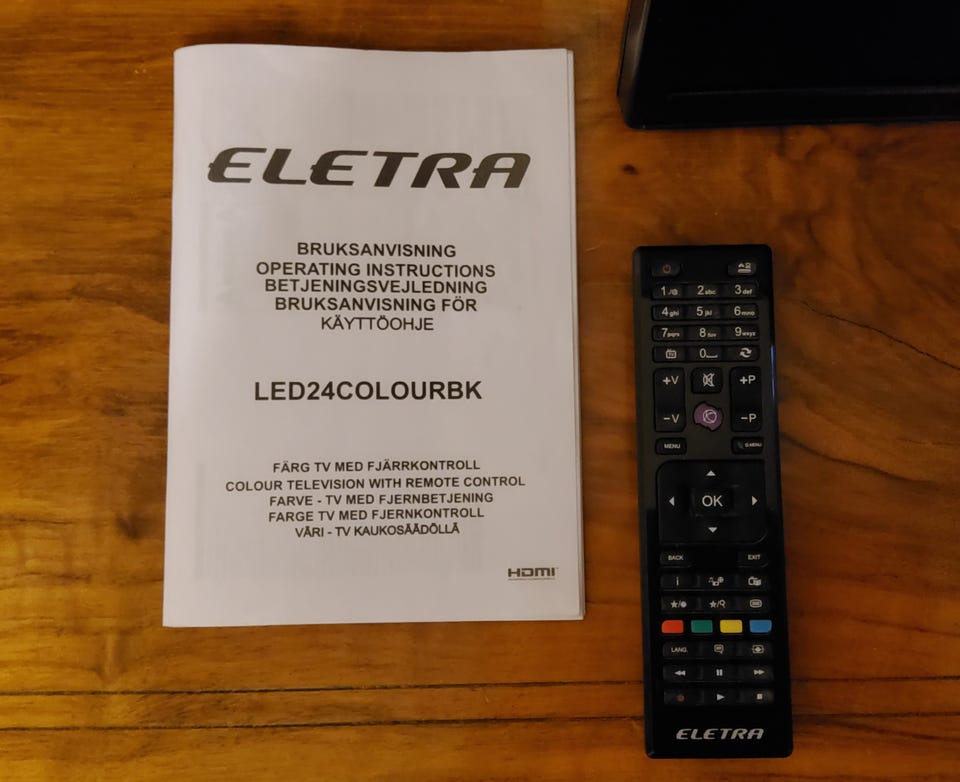 ELETRA
BRUKSANVISNING
OPERATING INSTRUCTIONS
BETJENINGSVEJLEDNING
BRUKSANVISNING FÖR
KÄYTTÖOHJE
LED24COLOURBK
FÄRG TV MED FJÄRRKONTROLL
COLOUR TELEVISION WITH REMOTE CONTROL
FARVE - TV MED FJERNBETJENING
FARGE TV MED FJERNKONTROLL
VÄRI - TV KAUKOSÄÄDÖLLÄ
HDMI
1 2abc 3def
4ghi 5jkl 6mno
7pqrs 8tuv 9wxyz
0
+V +P
-V -P
MENU Q.MENU
OK
BACK EXIT
i
LANG.
ELETRA